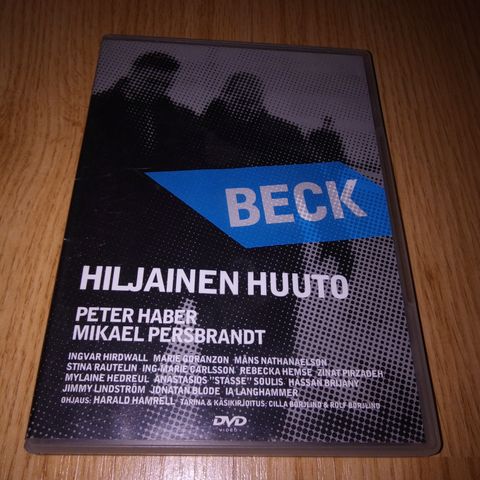 BECK
HILJAINEN HUUTO
PETER HABER
MIKAEL PERSBRANDT
INGVAR HIRDWALL MARIE GÖRANZON MÅNS NATHANAELSON
STINA RAUTELIN ING-MARIE CARLSSON REBECKA HEMSE ZINAT PIRZADEH
MYLAINE HEDREUL ANASTASIOS "STASSE" SOULIS HASSAN BRIJANY
JIMMY LINDSTRÖM JONATAN BLODE IA LANGHAMMER
OHJAUS: HARALD HAMRELL TARINA & KÄSIKIRJOITUS: CILLA BÖRJLIND & ROLF BÖRJLIND
DVD
VIDEO